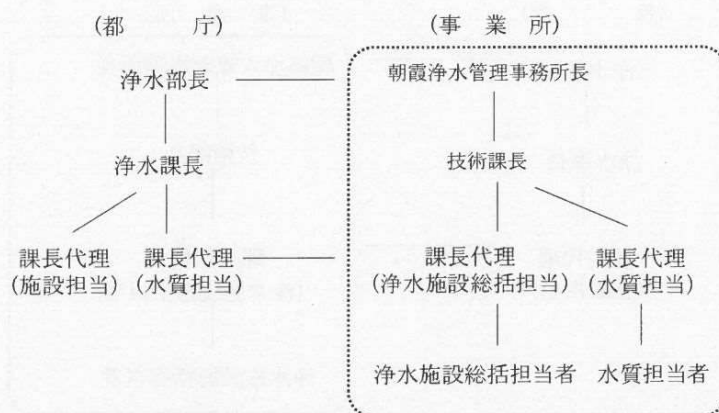 (都　　　庁)
(事　業　所)
浄水部長
朝霞浄水管理事務所長
浄水課長
技術課長
課長代理
(施設担当)
課長代理
(水質担当)
課長代理
(浄水施設総括担当)
課長代理
(水質担当)
浄水施設総括担当者
水質担当者